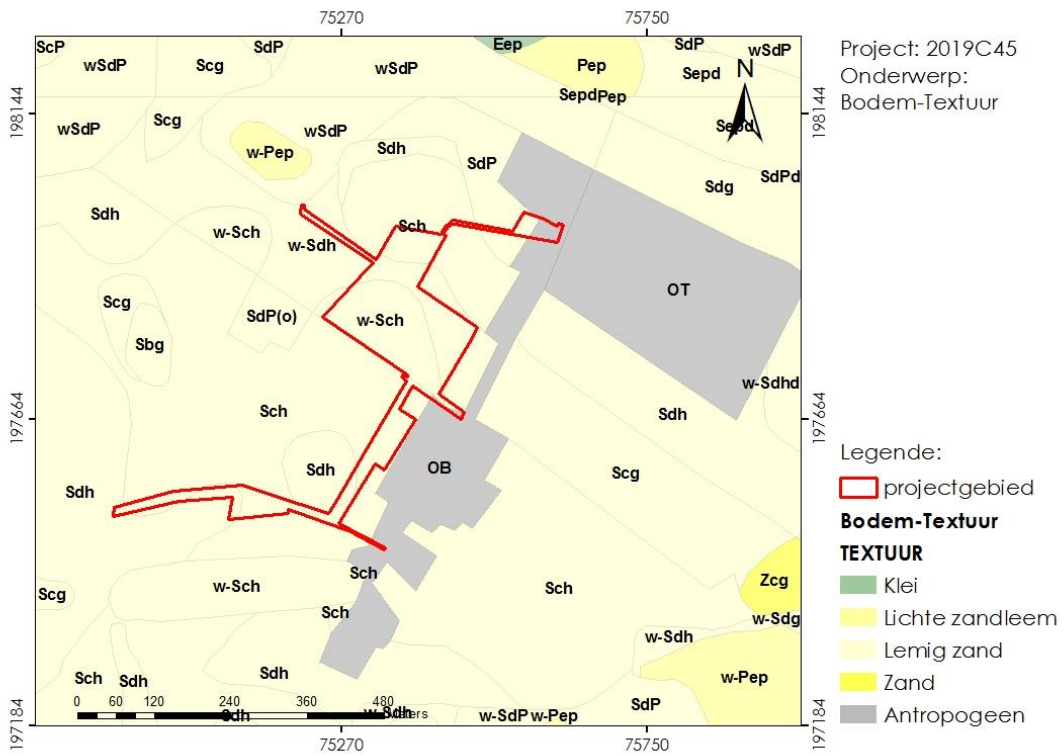 75270 75750
ScP SdP Eep SdP wSdP
wSdP Scg wSdP Pep Sepd
SepdPep
198144 198144
wSdP Scg wSdP Sepd
w-Pep Sdh SdP Sdg SdPd
Sdh w-Sch w-Sdh Sch
OT
Scg SdP(o) w-Sch
Sbg
w-Sdhd
197664 197664
Sch Sdh
Sdh Sdh OB Scg
Scg w-Sch Sch Sch Zcg
Sch w-Sdg
w-Sdh
Sch Sdh Sdh w-Pep
SdP
0 60 120 240 360 480 Meters
Sdh w-Sdh w-SdP w-Pep
197184 197184
75270 75750
N
Project: 2019C45
Onderwerp:
Bodem-Textuur
Legende:
projectgebied
Bodem-Textuur
TEXTUUR
Klei
Lichte zandleem
Lemig zand
Zand
Antropogeen